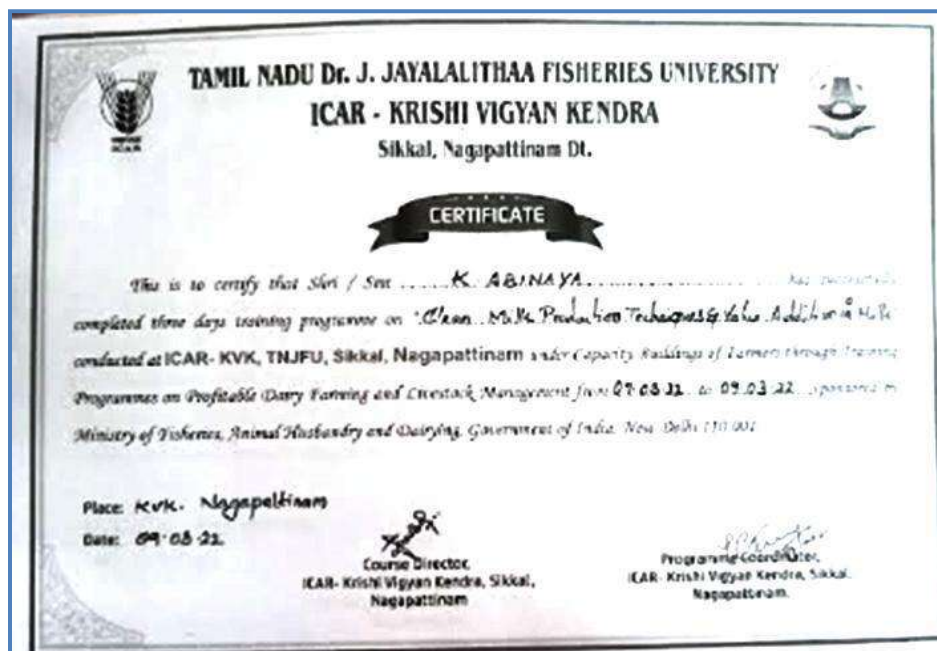 TAMIL NADU Dr. J. JAYALALITHAA FISHERIES UNIVERSITY
ICAR - KRISHI VIGYAN KENDRA
Sikkal, Nagapattinam Dt.
ICAR
CERTIFICATE
This is to certify that Shri / Smt ...... K. ABINAYA .................. has successfully
completed three days training programme on "Clean Milk Production Techniques & Value Addition in Milk
conducted at ICAR- KVK, TNJFU, Sikkal, Nagapattinam under Capacity Buildings of Farmers through Training
Programmes on Profitable Dairy Farming and Livestock Management from 07.03.22 to 09.03.22 sponsored by
Ministry of Fisheries, Animal Husbandry and Dairying, Government of India, New Delhi 110 001
Place: KVK. Nagapattinam
Date: 09.03.22
Course Director,
ICAR- Krishi Vigyan Kendra, Sikkal,
Nagapattinam
Programme Coordinator,
ICAR- Krishi Vigyan Kendra, Sikkal,
Nagapattinam.